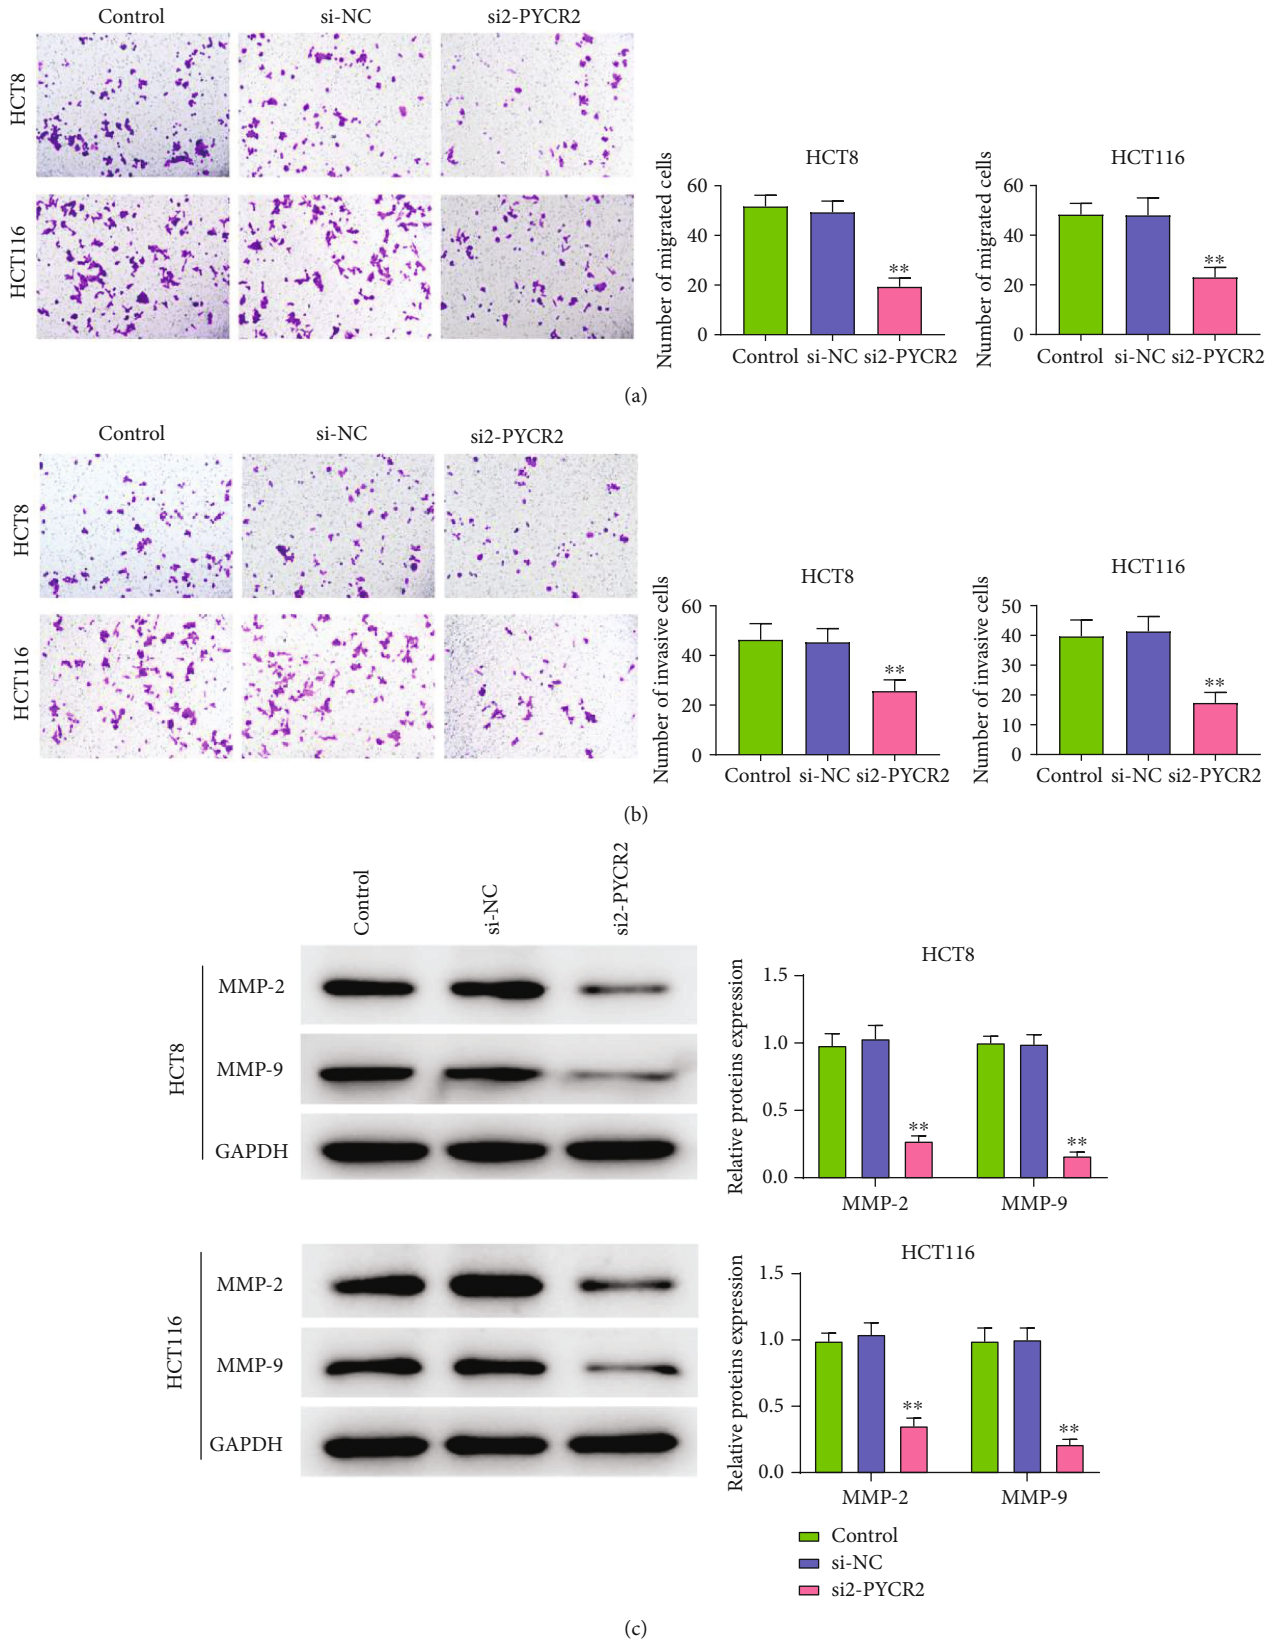 Control si-NC si2-PYCR2
HCT8
HCT116
HCT8
Number of migrated cells
60
40
20
0
**
Control si-NC si2-PYCR2
HCT116
Number of migrated cells
60
40
20
0
**
Control si-NC si2-PYCR2
(a)
Control si-NC si2-PYCR2
HCT8
HCT116
HCT8
Number of invasive cells
60
40
20
0
**
Control si-NC si2-PYCR2
HCT116
Number of invasive cells
50
40
30
20
10
0
**
Control si-NC si2-PYCR2
(b)
Control si-NC si2-PYCR2
HCT8
MMP-2
MMP-9
GAPDH
HCT8
Relative proteins expression
1.5
1.0
0.5
0.0
**
**
MMP-2 MMP-9
HCT116
MMP-2
MMP-9
GAPDH
HCT116
Relative proteins expression
1.5
1.0
0.5
0.0
**
**
MMP-2 MMP-9
Control
si-NC
si2-PYCR2
(c)